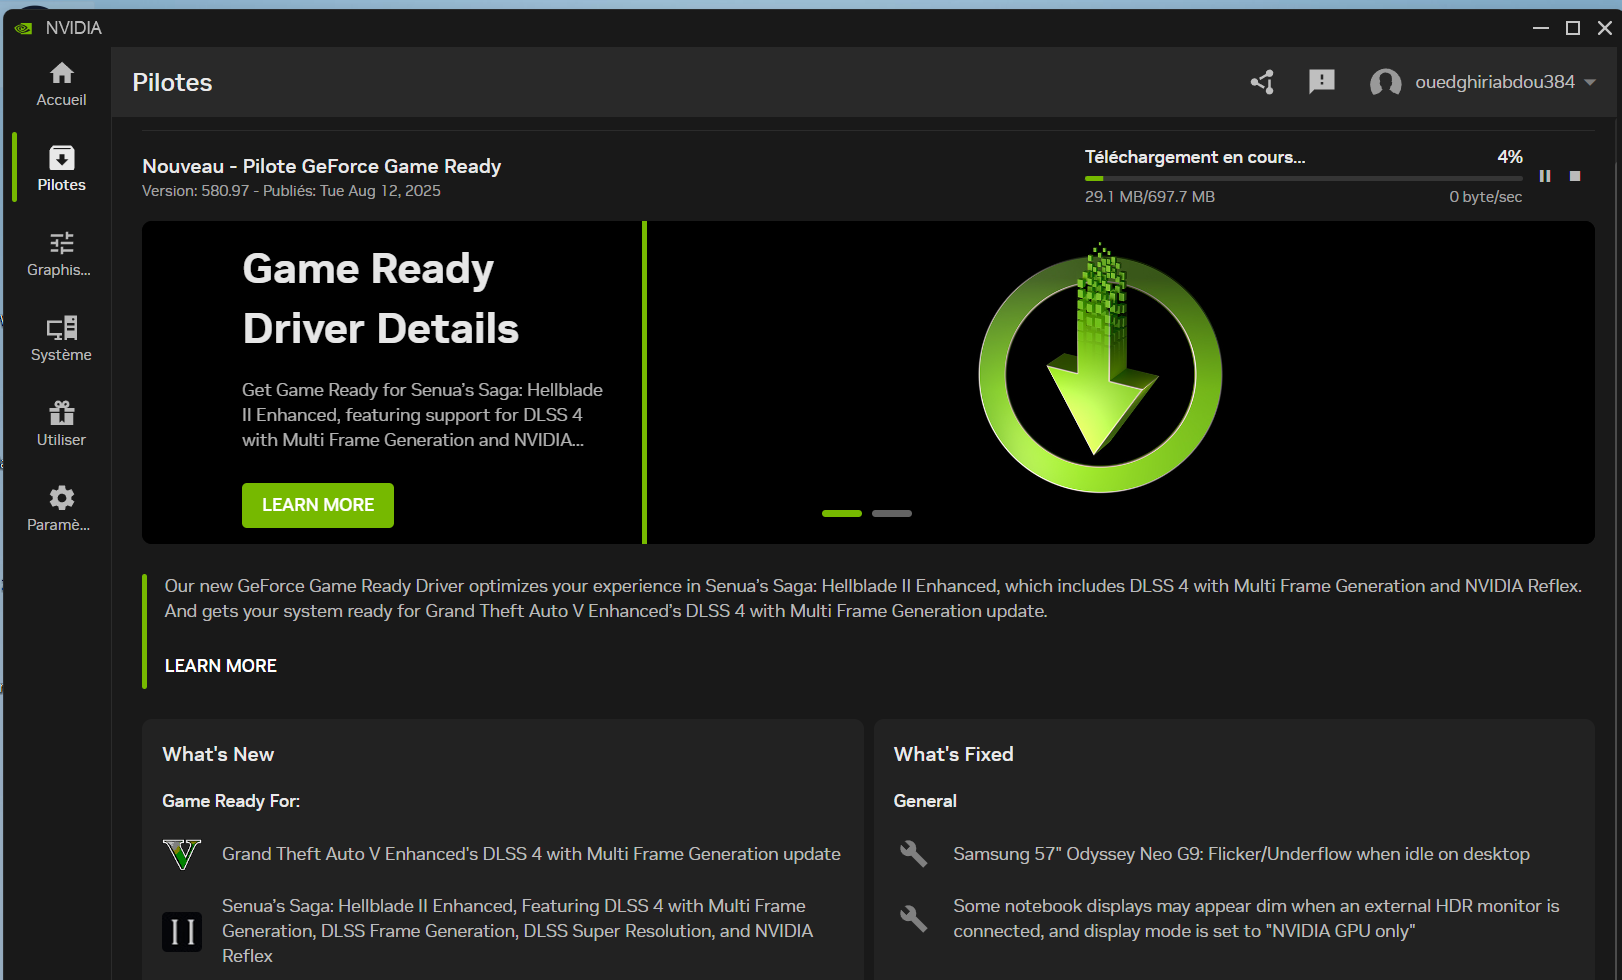 NVIDIA
Accueil
Pilotes
Graphis...
Système
Utiliser
Paramè...
Pilotes
ouedghiriabdou384
Nouveau - Pilote GeForce Game Ready
Version: 580.97 - Publiés: Tue Aug 12, 2025
Téléchargement en cours... 4%
29.1 MB/697.7 MB 0 byte/sec
Game Ready
Driver Details
Get Game Ready for Senua’s Saga: Hellblade
II Enhanced, featuring support for DLSS 4
with Multi Frame Generation and NVIDIA...
LEARN MORE
Our new GeForce Game Ready Driver optimizes your experience in Senua’s Saga: Hellblade II Enhanced, which includes DLSS 4 with Multi Frame Generation and NVIDIA Reflex.
And gets your system ready for Grand Theft Auto V Enhanced’s DLSS 4 with Multi Frame Generation update.
LEARN MORE
What's New
Game Ready For:
V
Grand Theft Auto V Enhanced's DLSS 4 with Multi Frame Generation update
II
Senua’s Saga: Hellblade II Enhanced, Featuring DLSS 4 with Multi Frame
Generation, DLSS Frame Generation, DLSS Super Resolution, and NVIDIA
Reflex
What's Fixed
General
Samsung 57" Odyssey Neo G9: Flicker/Underflow when idle on desktop
Some notebook displays may appear dim when an external HDR monitor is
connected, and display mode is set to "NVIDIA GPU only"